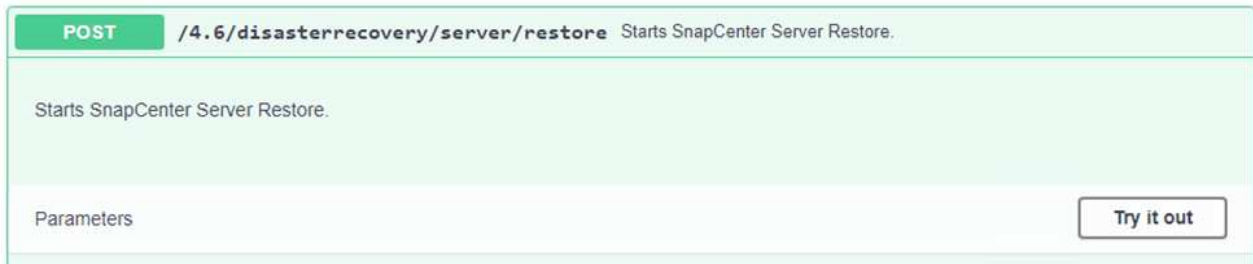 POST /4.6/disasterrecovery/server/restore Starts SnapCenter Server Restore.
Starts SnapCenter Server Restore.
Parameters Try it out